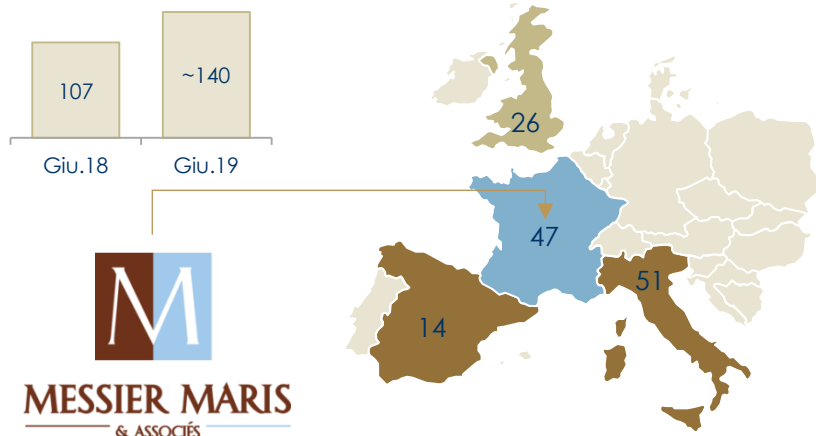 107
~140
Giu.18
Giu.19
26
47
51
14
M
MESSIER MARIS
& ASSOCIÉS